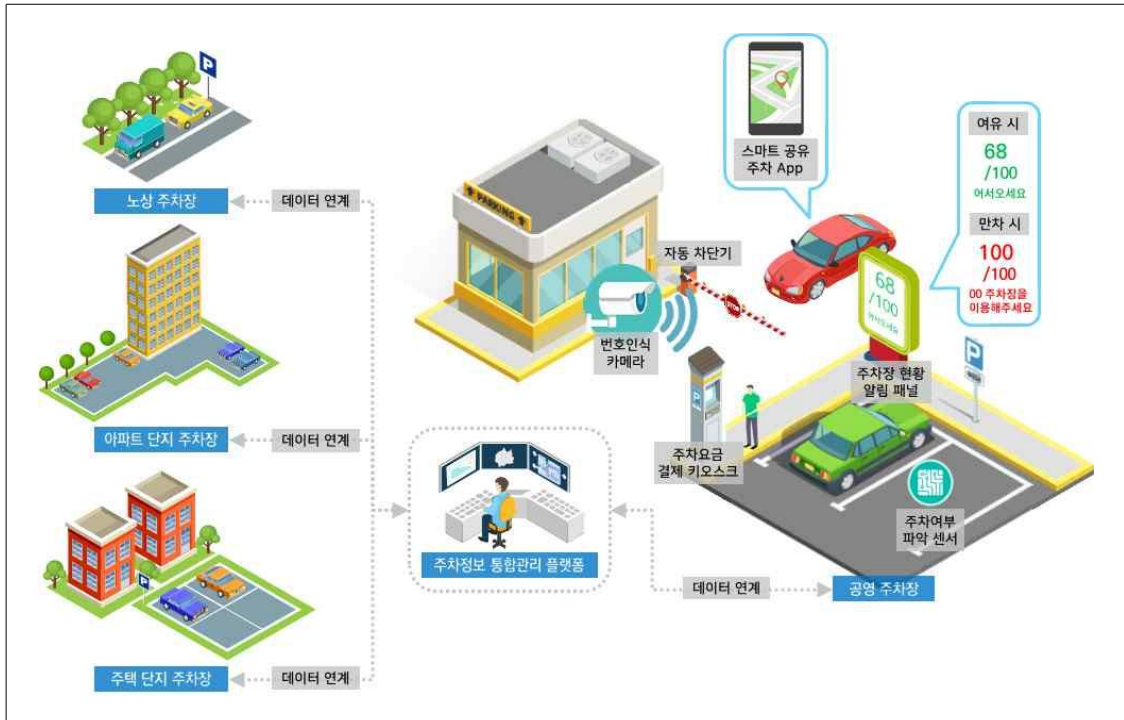 P
노상 주차장
데이터 연계
아파트 단지 주차장
데이터 연계
P
주택 단지 주차장
데이터 연계
주차정보 통합관리 플랫폼
PARKING
자동 차단기
STOP
번호인식
카메라
스마트 공유
주차 App
여유 시
68
/100
어서오세요
만차 시
100
/100
00 주차장을
이용해주세요
68
/100
어서오세요
주차장 현황
알림 패널
P
P
주차요금
결제 키오스크
주차여부
파악 센서
데이터 연계
공영 주차장